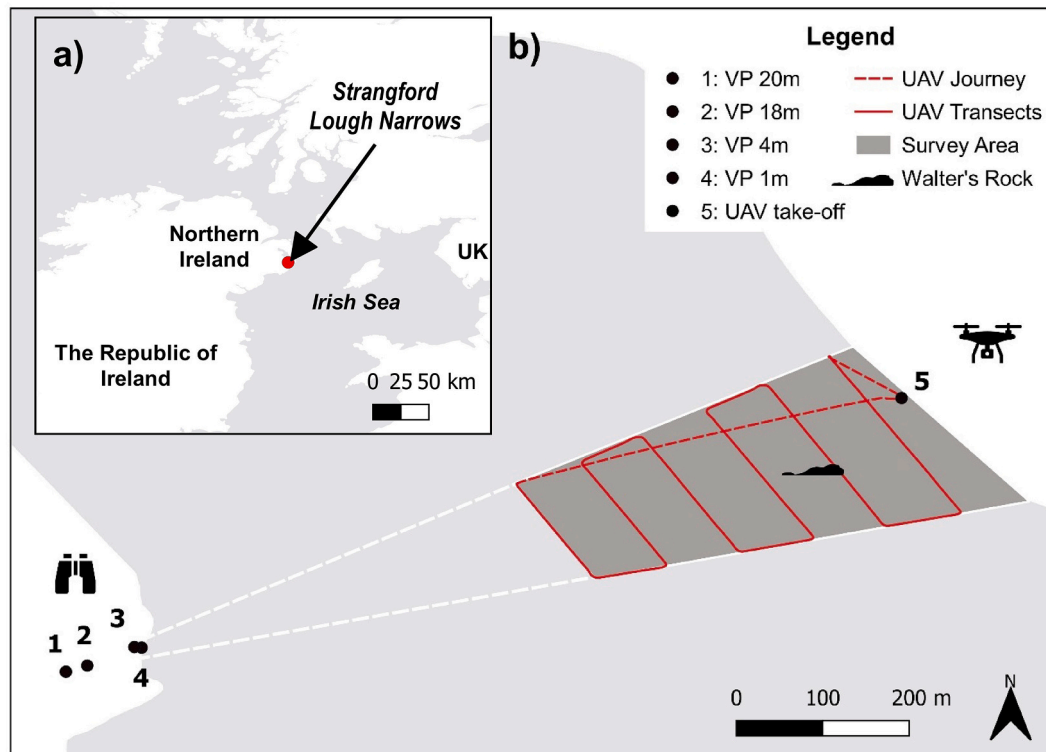 a)
Strangford
Lough Narrows
Northern
Ireland
UK
Irish Sea
The Republic of
Ireland
0 25 50 km
b)
Legend
1: VP 20m
2: VP 18m
3: VP 4m
4: VP 1m
5: UAV take-off
UAV Journey
UAV Transects
Survey Area
Walter's Rock
5
3
1
2
4
0 100 200 m
N